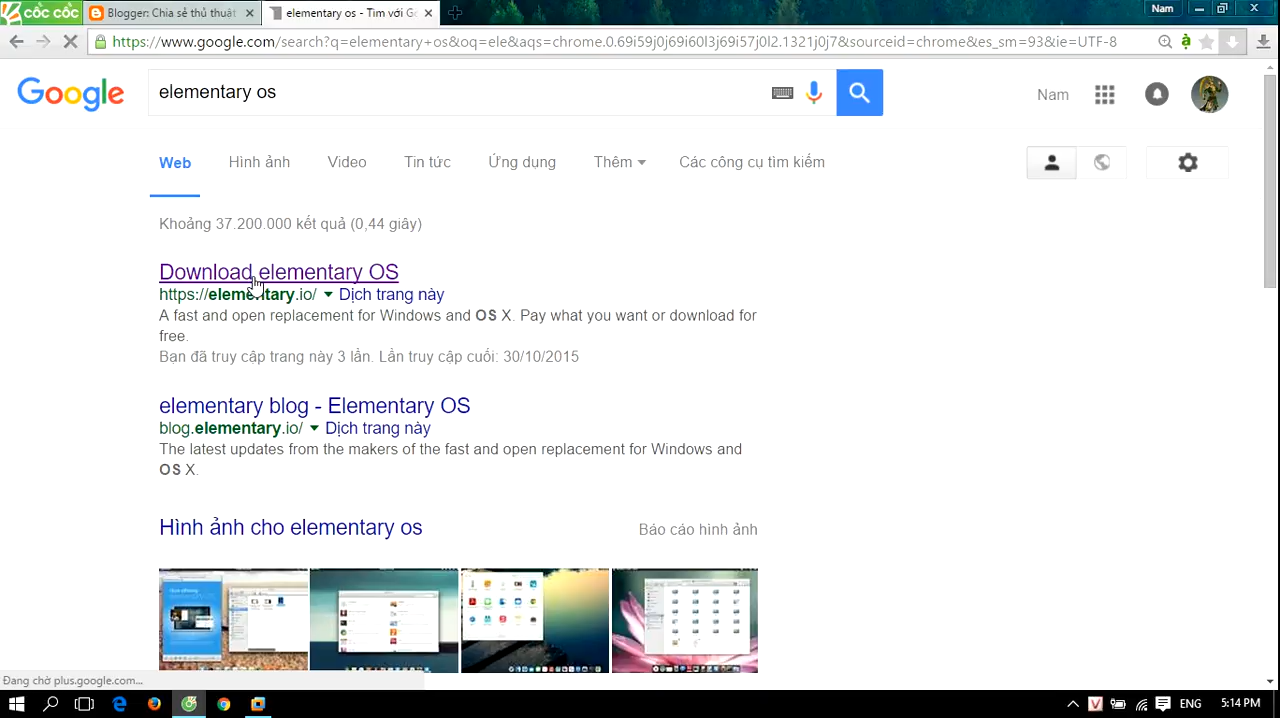 cốc cốc
Blogger: Chia sẻ thủ thuật
elementary os - Tìm với Go
Nam
https://www.google.com/search?q=elementary+os&oq=ele&aqs=chrome.0.69i59j0j69i60l3j69i57j0l2.1321j0j7&sourceid=chrome&es_sm=93&ie=UTF-8
Google
elementary os
Nam
Web
Hình ảnh
Video
Tin tức
Ứng dụng
Thêm
Các công cụ tìm kiếm
Khoảng 37.200.000 kết quả (0,44 giây)
Download elementary OS
https://elementary.io/ Dịch trang này
A fast and open replacement for Windows and OS X. Pay what you want or download for
free.
Bạn đã truy cập trang này 3 lần. Lần truy cập cuối: 30/10/2015
elementary blog - Elementary OS
blog.elementary.io/ Dịch trang này
The latest updates from the makers of the fast and open replacement for Windows and
OS X.
Hình ảnh cho elementary os
Báo cáo hình ảnh
Đang chờ plus.google.com...
ENG
5:14 PM